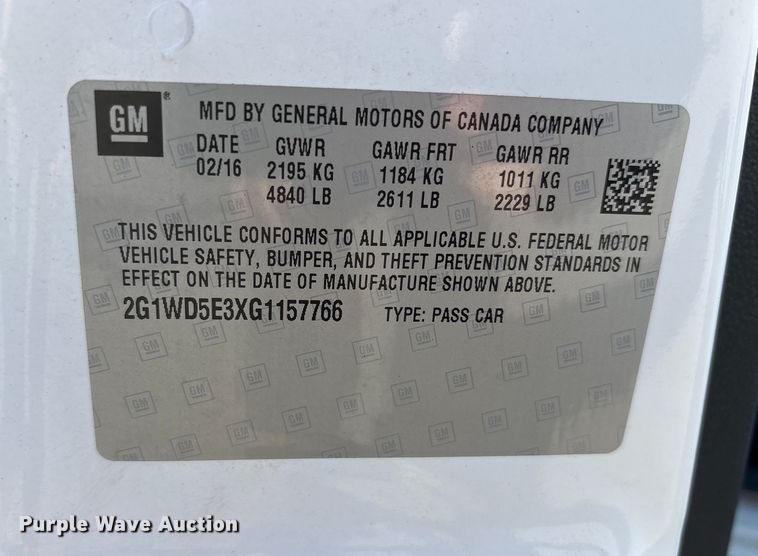 GM® MFD BY GENERAL MOTORS OF CANADA COMPANY
DATE GVWR GAWR FRT GAWR RR
02/16 2195 KG 1184 KG 1011 KG
4840 LB 2611 LB 2229 LB
THIS VEHICLE CONFORMS TO ALL APPLICABLE U.S. FEDERAL MOTOR
VEHICLE SAFETY, BUMPER, AND THEFT PREVENTION STANDARDS IN
EFFECT ON THE DATE OF MANUFACTURE SHOWN ABOVE.
2G1WD5E3XG1157766 TYPE: PASS CAR
Purple Wave Auction